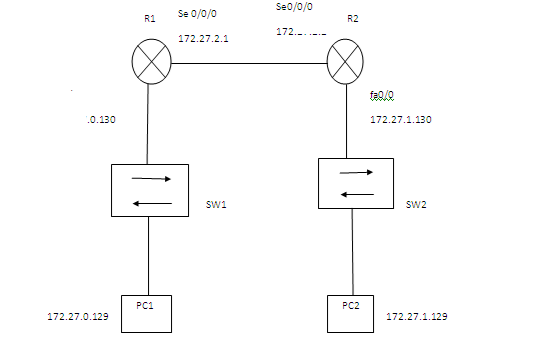 R1
Se 0/0/0
172.27.2.1
Se0/0/0
R2
172.
.0.130
fa0/0
172.27.1.130
SW1
SW2
PC1
172.27.0.129
PC2
172.27.1.129